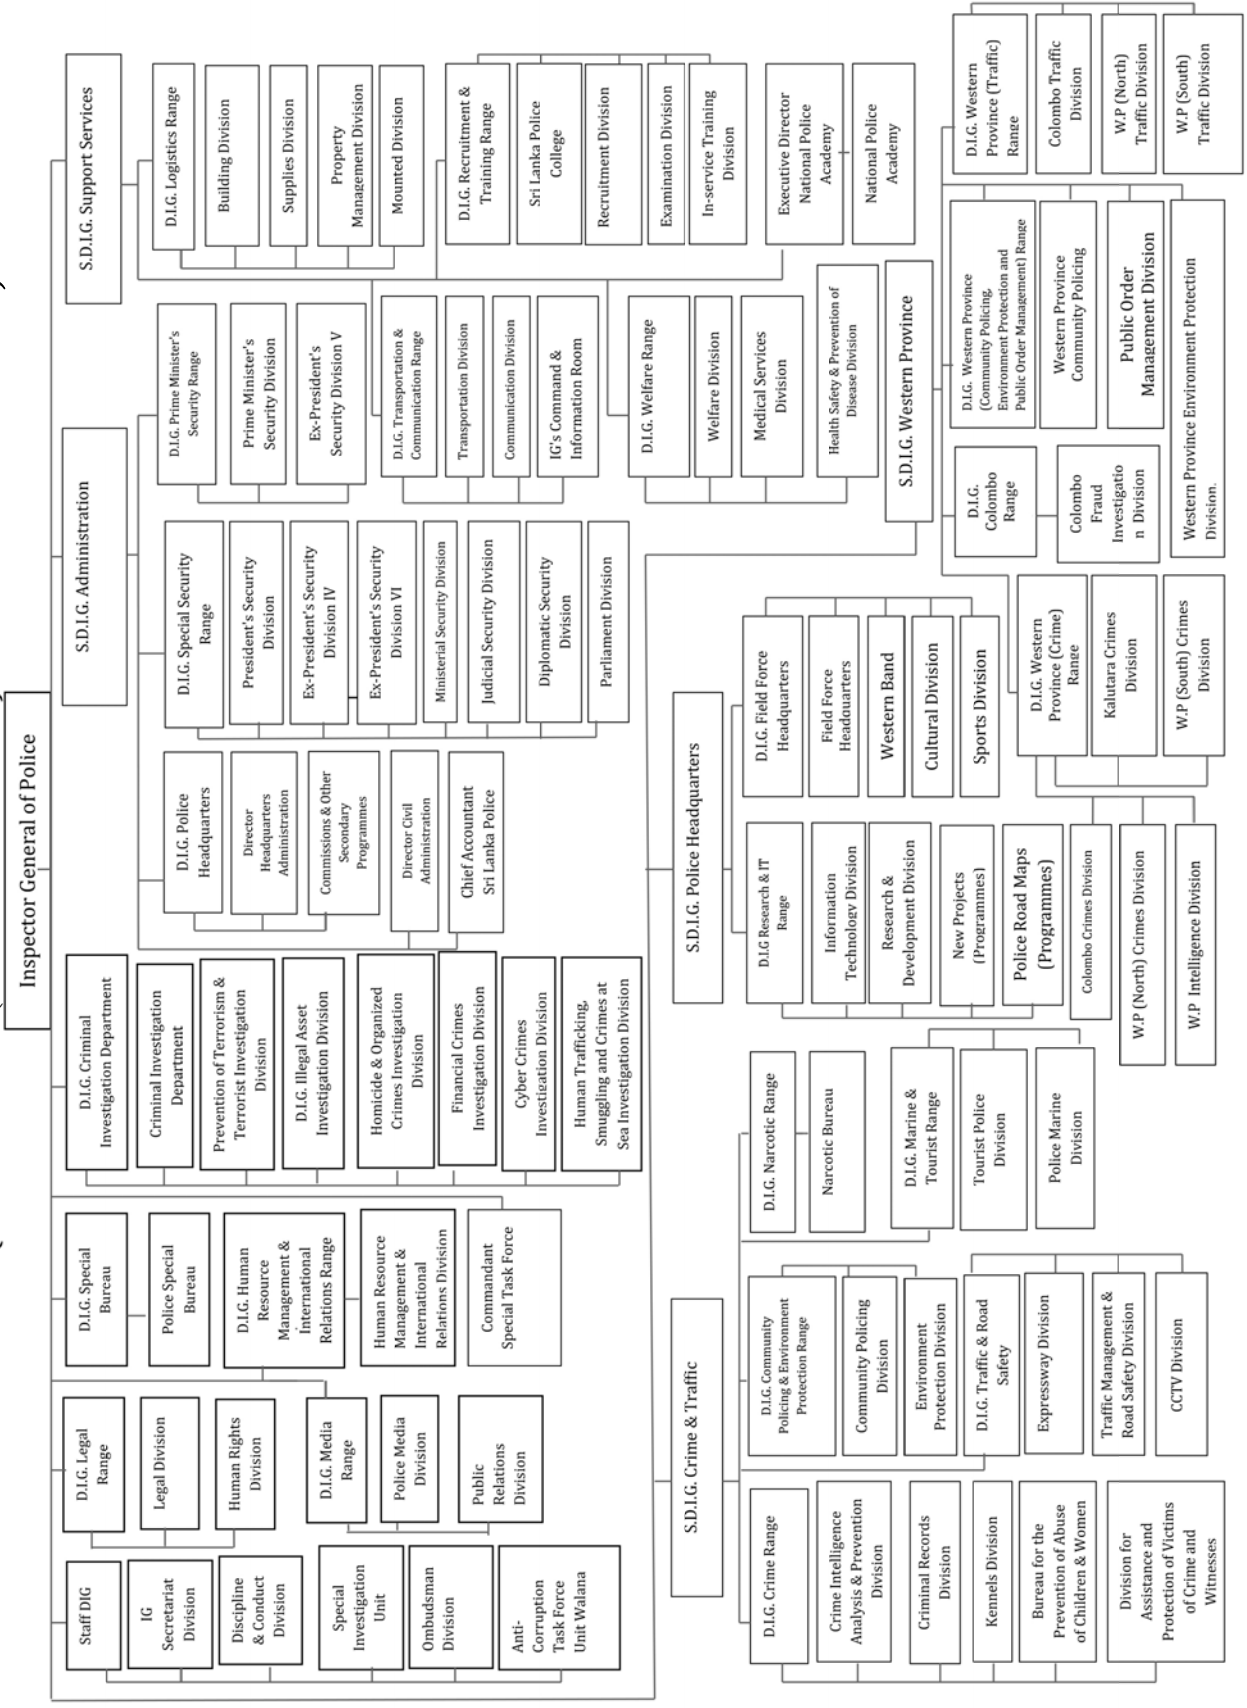 Inspector General of Police
Staff DIG
IG
Secretariat
Division
Discipline
& Conduct
Division
Special
Investigation
Unit
Ombudsman
Division
Anti-
Corruption
Task Force
Unit Walana
D.I.G. Legal
Range
Legal Division
Human Rights
Division
D.I.G. Media
Range
Police Media
Division
Public
Relations
Division
D.I.G. Special
Bureau
Police Special
Bureau
D.I.G. Human
Resource
Management &
International
Relations Range
Human Resource
Management &
International
Relations Division
Commandant
Special Task Force
D.I.G. Criminal
Investigation Department
Criminal Investigation
Department
Prevention of Terrorism &
Terrorist Investigation
Division
D.I.G. Illegal Asset
Investigation Division
Homicide & Organized
Crimes Investigation
Division
Financial Crimes
Investigation Division
Cyber Crimes
Investigation Division
Human Trafficking,
Smuggling and Crimes at
Sea Investigation Division
S.D.I.G. Administration
D.I.G. Police
Headquarters
Director
Headquarters
Administration
Commissions & Other
Secondary
Programmes
Director Civil
Administration
Chief Accountant
Sri Lanka Police
D.I.G. Special Security
Range
President's Security
Division
Ex-President's Security
Division IV
Ex-President's Security
Division VI
Ministerial Security Division
Judicial Security Division
Diplomatic Security
Division
Parliament Division
D.I.G. Prime Minister's
Security Range
Prime Minister's
Security Division
Ex-President's
Security Division V
S.D.I.G. Support Services
D.I.G. Logistics Range
Building Division
Supplies Division
Property
Management Division
Mounted Division
D.I.G. Transportation &
Communication Range
Transportation Division
Communication Division
IG's Command &
Information Room
D.I.G. Recruitment &
Training Range
Sri Lanka Police
College
Recruitment Division
Examination Division
In-service Training
Division
D.I.G. Welfare Range
Welfare Division
Medical Services
Division
Health Safety & Prevention of
Disease Division
Executive Director
National Police
Academy
National Police
Academy
S.D.I.G. Crime & Traffic
D.I.G. Crime Range
Crime Intelligence
Analysis & Prevention
Division
Criminal Records
Division
Kennels Division
Bureau for the
Prevention of Abuse
of Children & Women
Division for
Assistance and
Protection of Victims
of Crime and
Witnesses
D.I.G. Community
Policing & Environment
Protection Range
Community Policing
Division
Environment
Protection Division
D.I.G. Traffic & Road
Safety
Expressway Division
Traffic Management &
Road Safety Division
CCTV Division
D.I.G. Narcotic Range
Narcotic Bureau
D.I.G. Marine &
Tourist Range
Tourist Police
Division
Police Marine
Division
S.D.I.G. Police Headquarters
D.I.G Research & IT
Range
Information
Technology Division
Research &
Development Division
New Projects
(Programmes)
Police Road Maps
(Programmes)
D.I.G. Field Force
Headquarters
Field Force
Headquarters
Western Band
Cultural Division
Sports Division
S.D.I.G. Western Province
D.I.G. Western
Province (Crime)
Range
Kalutara Crimes
Division
W.P (South) Crimes
Division
Colombo Crimes Division
W.P (North) Crimes Division
W.P Intelligence Division
D.I.G.
Colombo
Range
Colombo
Fraud
Investigatio
n Division
D.I.G. Western Province
(Community Policing,
Environment Protection and
Public Order Management) Range
Western Province
Community Policing
Public Order
Management Division
Western Province Environment Protection
Division.
D.I.G. Western
Province (Traffic)
Range
Colombo Traffic
Division
W.P (North)
Traffic Division
W.P (South)
Traffic Division